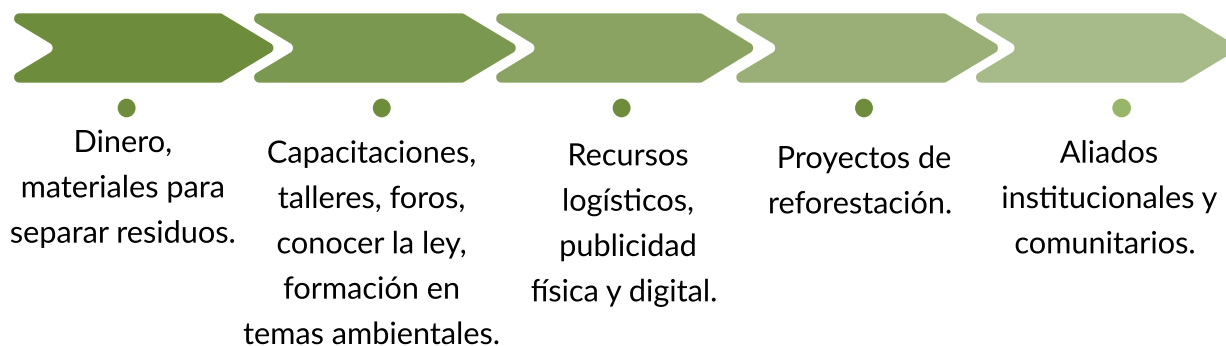 Dinero,
materiales para
separar residuos.
Capacitaciones,
talleres, foros,
conocer la ley,
formación en
temas ambientales.
Recursos
logísticos,
publicidad
física y digital.
Proyectos de
reforestación.
Aliados
institucionales y
comunitarios.